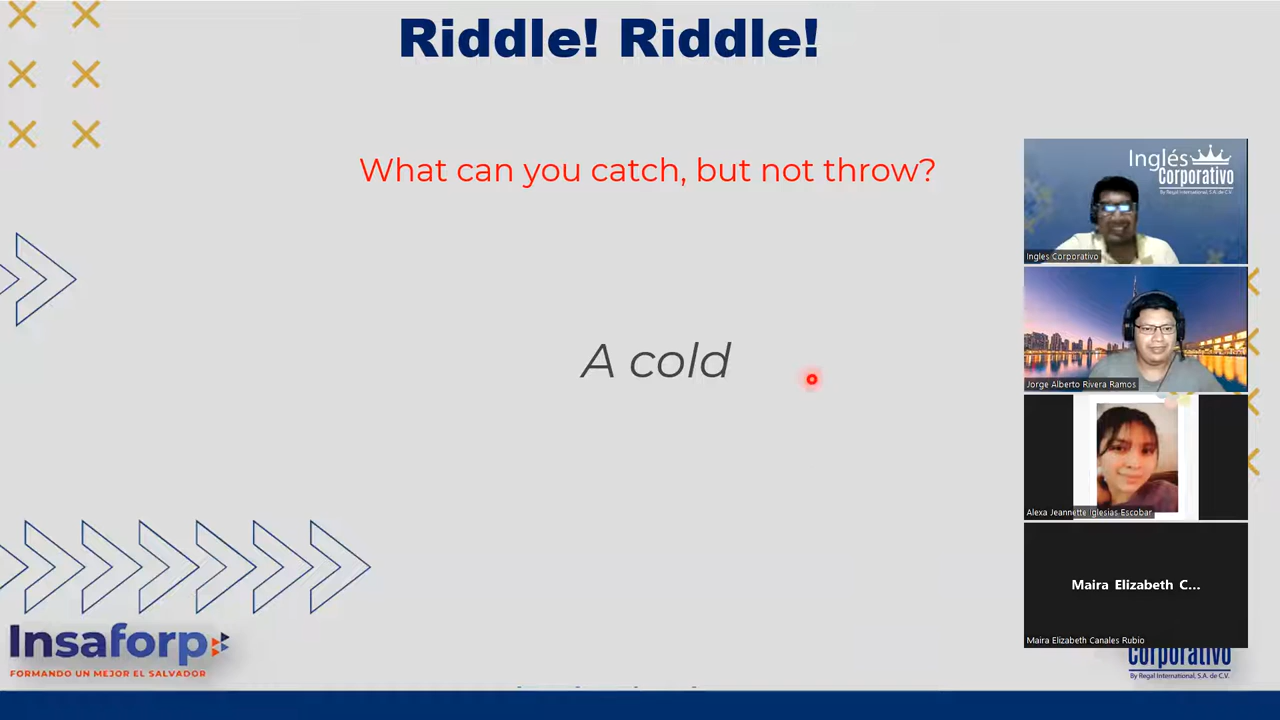 Riddle! Riddle!
What can you catch, but not throw?
A cold
Inglés
Corporativo
By Regal International, S.A. de C.V.
Ingles Corporativo
Jorge Alberto Rivera Ramos
Alexa Jeannette Iglesias Escobar
Maira Elizabeth C...
Maira Elizabeth Canales Rubio
Insaforp
FORMANDO UN MEJOR EL SALVADOR
corporativo
By Regal International, S.A. de C.V.